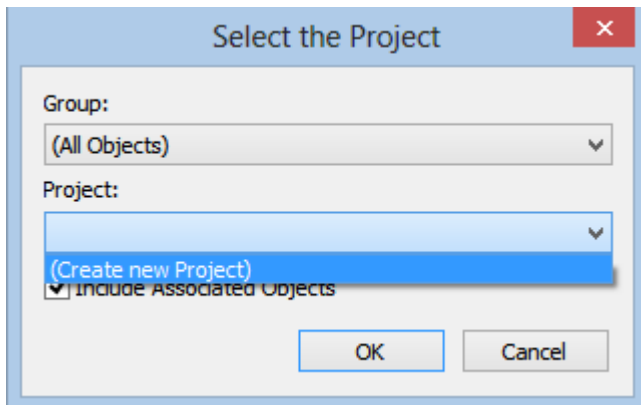 Select the Project
Group:
(All Objects)
Project:
(Create new Project)
Include Associated Objects
OK Cancel